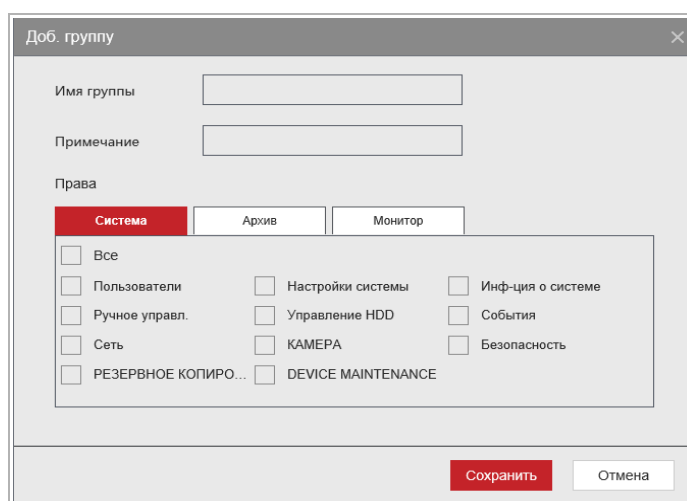 Доб. группу
Имя группы
Примечание
Права
Система Архив Монитор
Все
Пользователи Настройки системы Инф-ция о системе
Ручное управл. Управление HDD События
Сеть КАМЕРА Безопасность
РЕЗЕРВНОЕ КОПИРО... DEVICE MAINTENANCE
Сохранить Отмена